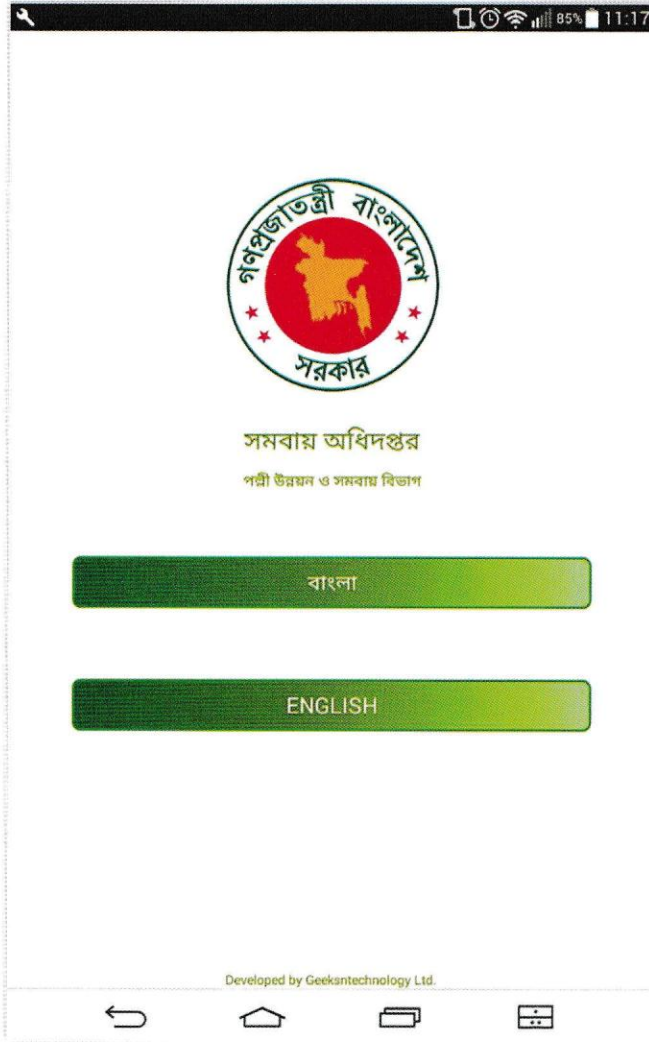 85% 11:17
গণপ্রজাতন্ত্রী বাংলাদেশ
সরকার
সমবায় অধিদপ্তর
পল্লী উন্নয়ন ও সমবায় বিভাগ
বাংলা
ENGLISH
Developed by Geeksntechnology Ltd.